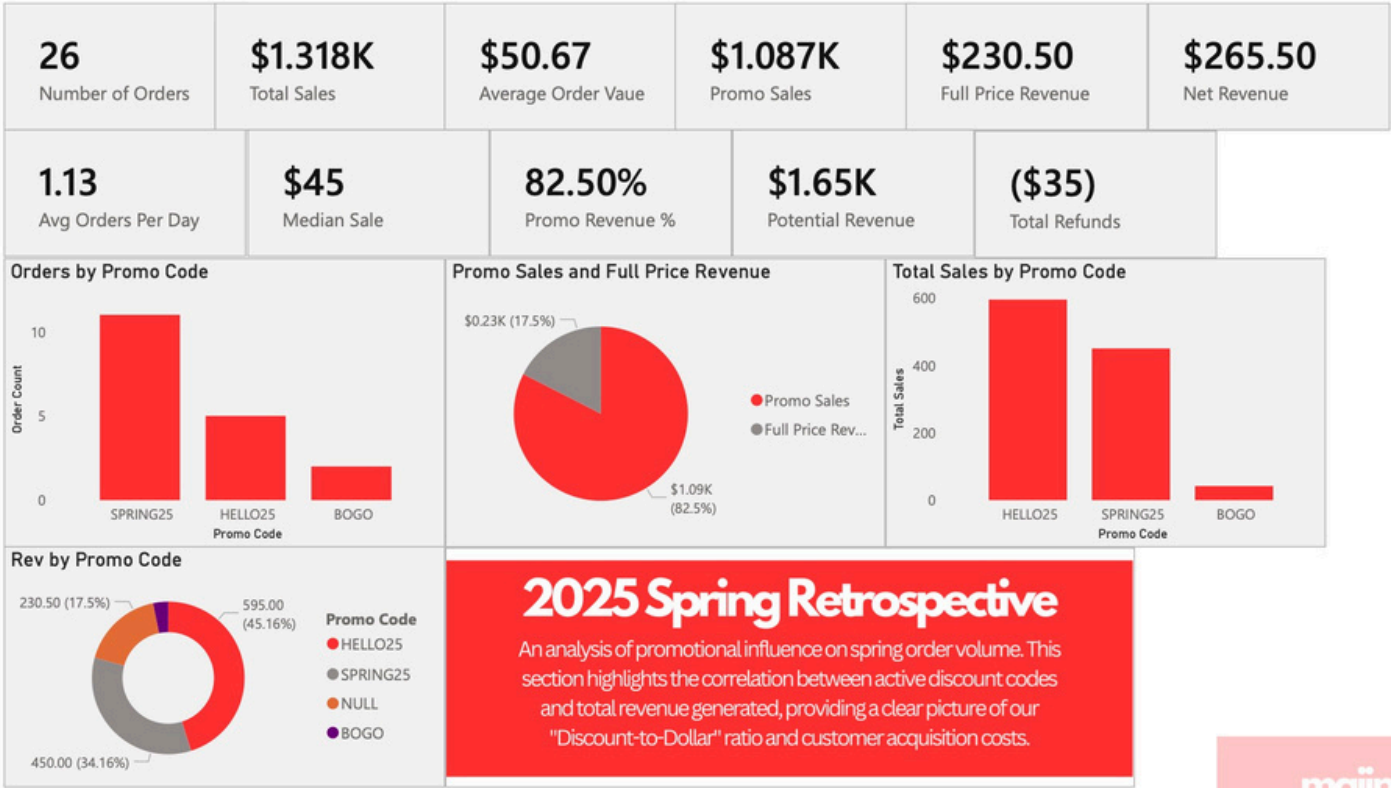 26
Number of Orders
$1.318K
Total Sales
$50.67
Average Order Vaue
$1.087K
Promo Sales
$230.50
Full Price Revenue
$265.50
Net Revenue
1.13
Avg Orders Per Day
$45
Median Sale
82.50%
Promo Revenue %
$1.65K
Potential Revenue
($35)
Total Refunds
Orders by Promo Code
10
5
0
Order Count
SPRING25
HELLO25
BOGO
Promo Code
Promo Sales and Full Price Revenue
$0.23K (17.5%)
Promo Sales
Full Price Rev...
$1.09K
(82.5%)
Total Sales by Promo Code
600
400
200
0
Total Sales
HELLO25
SPRING25
BOGO
Promo Code
Rev by Promo Code
230.50 (17.5%)
595.00
(45.16%)
450.00 (34.16%)
Promo Code
HELLO25
SPRING25
NULL
BOGO
2025 Spring Retrospective
An analysis of promotional influence on spring order volume. This
section highlights the correlation between active discount codes
and total revenue generated, providing a clear picture of our
"Discount-to-Dollar" ratio and customer acquisition costs.